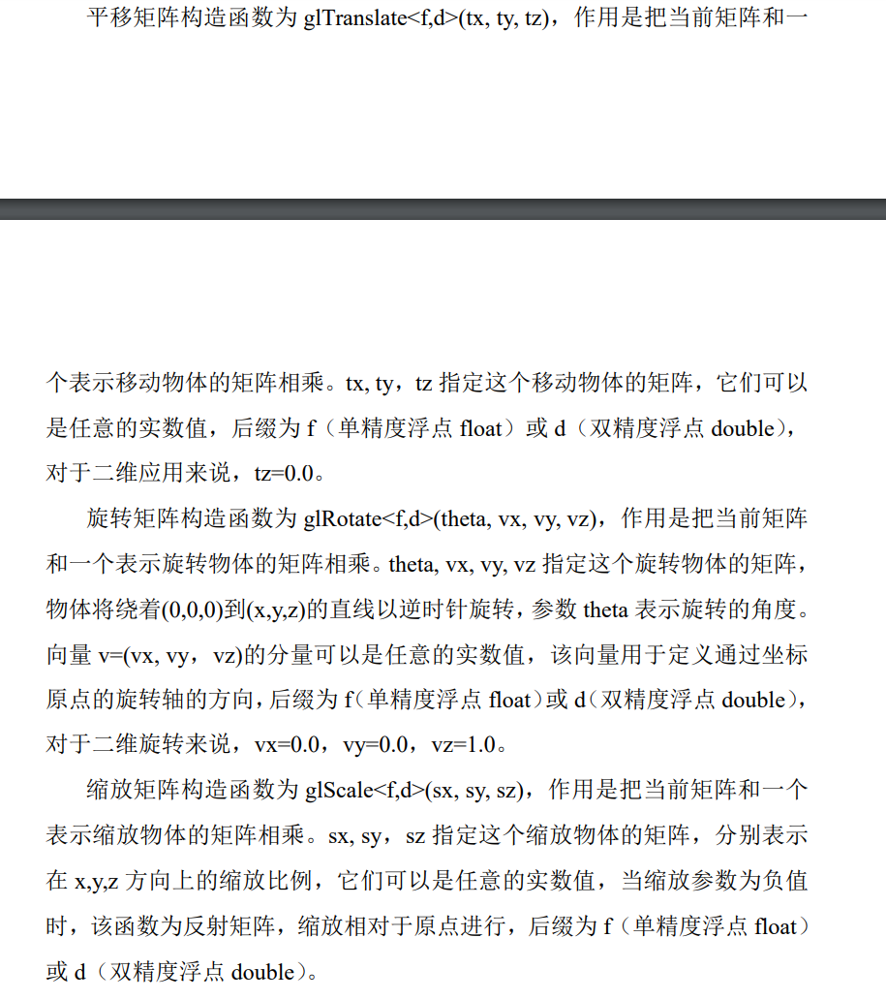 平移矩阵构造函数为 glTranslate<f,d>(tx, ty, tz)，作用是把当前矩阵和一
个表示移动物体的矩阵相乘。tx, ty，tz 指定这个移动物体的矩阵，它们可以
是任意的实数值，后缀为 f（单精度浮点 float）或 d（双精度浮点 double），
对于二维应用来说，tz=0.0。
旋转矩阵构造函数为 glRotate<f,d>(theta, vx, vy, vz)，作用是把当前矩阵
和一个表示旋转物体的矩阵相乘。theta, vx, vy, vz 指定这个旋转物体的矩阵，
物体将绕着(0,0,0)到(x,y,z)的直线以逆时针旋转，参数 theta 表示旋转的角度。
向量 v=(vx, vy，vz)的分量可以是任意的实数值，该向量用于定义通过坐标
原点的旋转轴的方向，后缀为 f（单精度浮点 float）或 d（双精度浮点 double），
对于二维旋转来说，vx=0.0，vy=0.0，vz=1.0。
缩放矩阵构造函数为 glScale<f,d>(sx, sy, sz)，作用是把当前矩阵和一个
表示缩放物体的矩阵相乘。sx, sy，sz 指定这个缩放物体的矩阵，分别表示
在 x,y,z 方向上的缩放比例，它们可以是任意的实数值，当缩放参数为负值
时，该函数为反射矩阵，缩放相对于原点进行，后缀为 f（单精度浮点 float）
或 d（双精度浮点 double）。